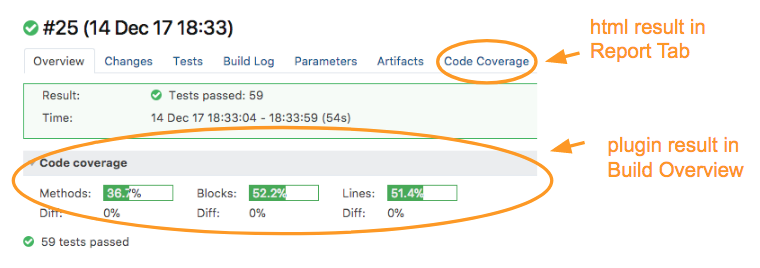 #25 (14 Dec 17 18:33)
html result in
Report Tab
Overview Changes Tests Build Log Parameters Artifacts Code Coverage
Result: Tests passed: 59
Time: 14 Dec 17 18:33:04 - 18:33:59 (54s)
plugin result in
Build Overview
Code coverage
Methods: 36.7% Blocks: 52.2% Lines: 51.4%
Diff: 0% Diff: 0% Diff: 0%
59 tests passed